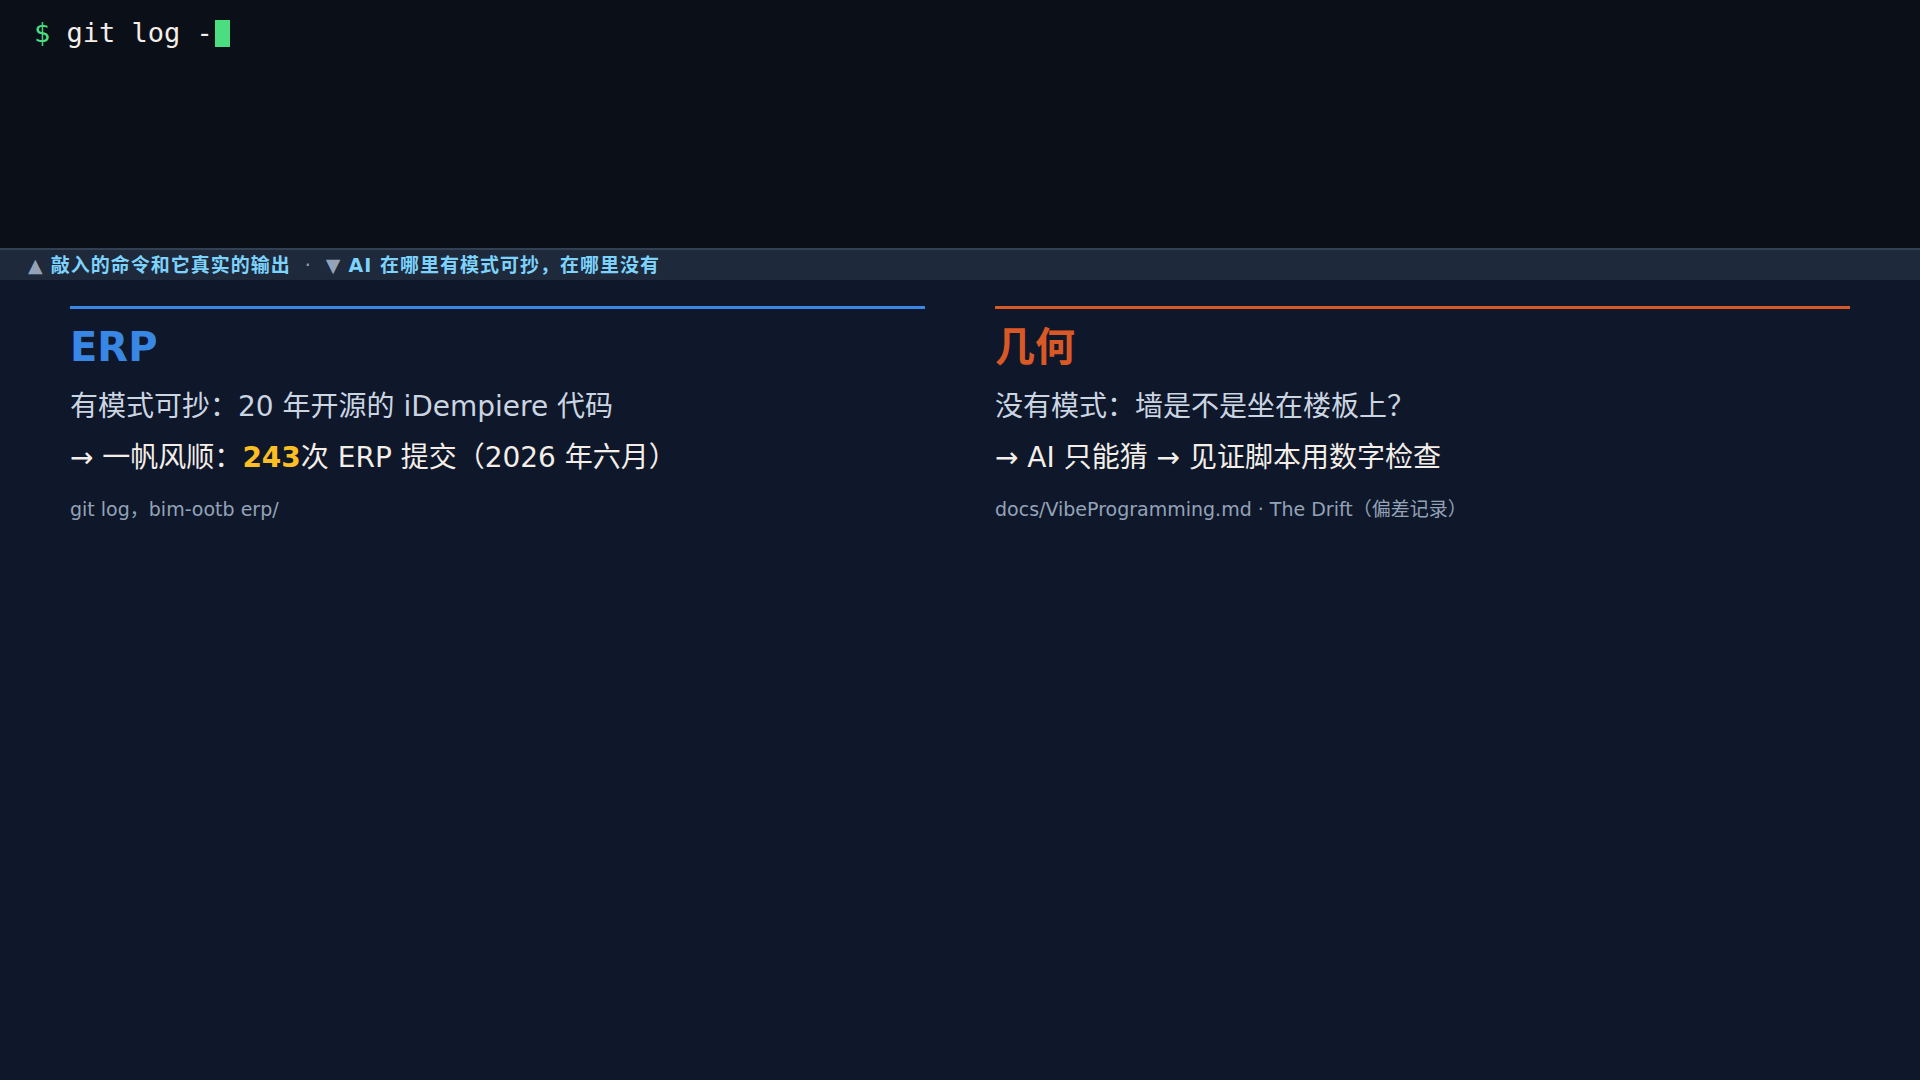 $ git log -
▲ 敲入的命令和它真实的输出 · ▼ AI 在哪里有模式可抄，在哪里没有
ERP
有模式可抄：20 年开源的 iDempiere 代码
→ 一帆风顺：243次 ERP 提交（2026 年六月）
git log，bim-ootb erp/
几何
没有模式：墙是不是坐在楼板上？
→ AI 只能猜 → 见证脚本用数字检查
docs/VibeProgramming.md · The Drift（偏差记录）